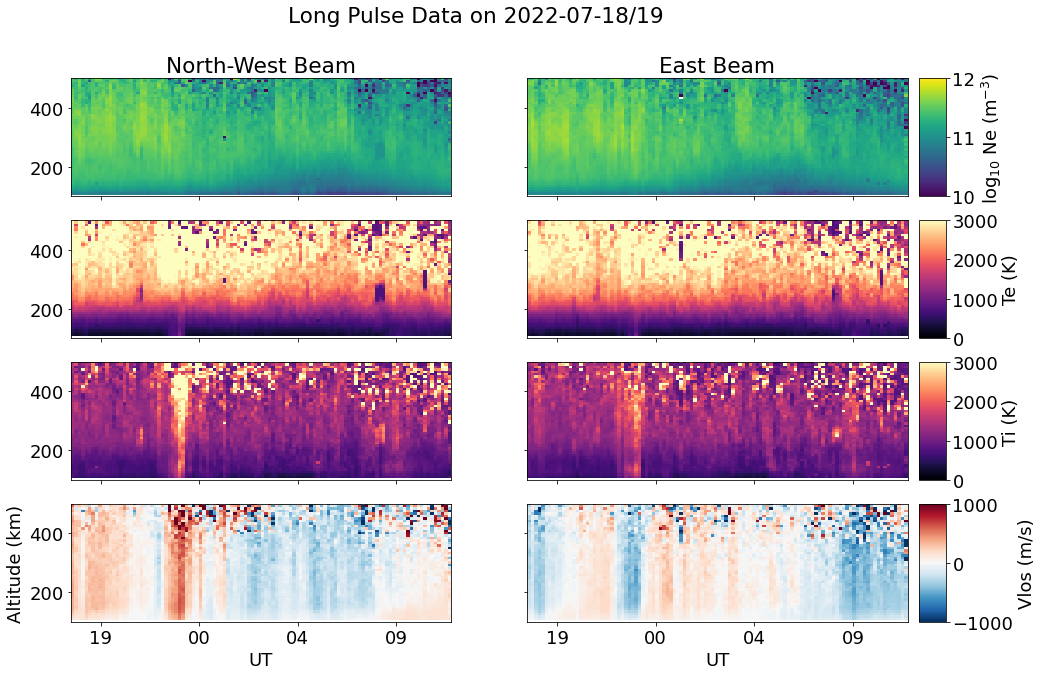 Long Pulse Data on 2022-07-18/19
North-West Beam
East Beam
400
200
12
11
10
log₁₀ Ne (m⁻³)
400
200
3000
2000
1000
0
Te (K)
400
200
3000
2000
1000
0
Ti (K)
Altitude (km)
400
200
1000
0
−1000
Vlos (m/s)
19 00 04 09
19 00 04 09
UT
UT